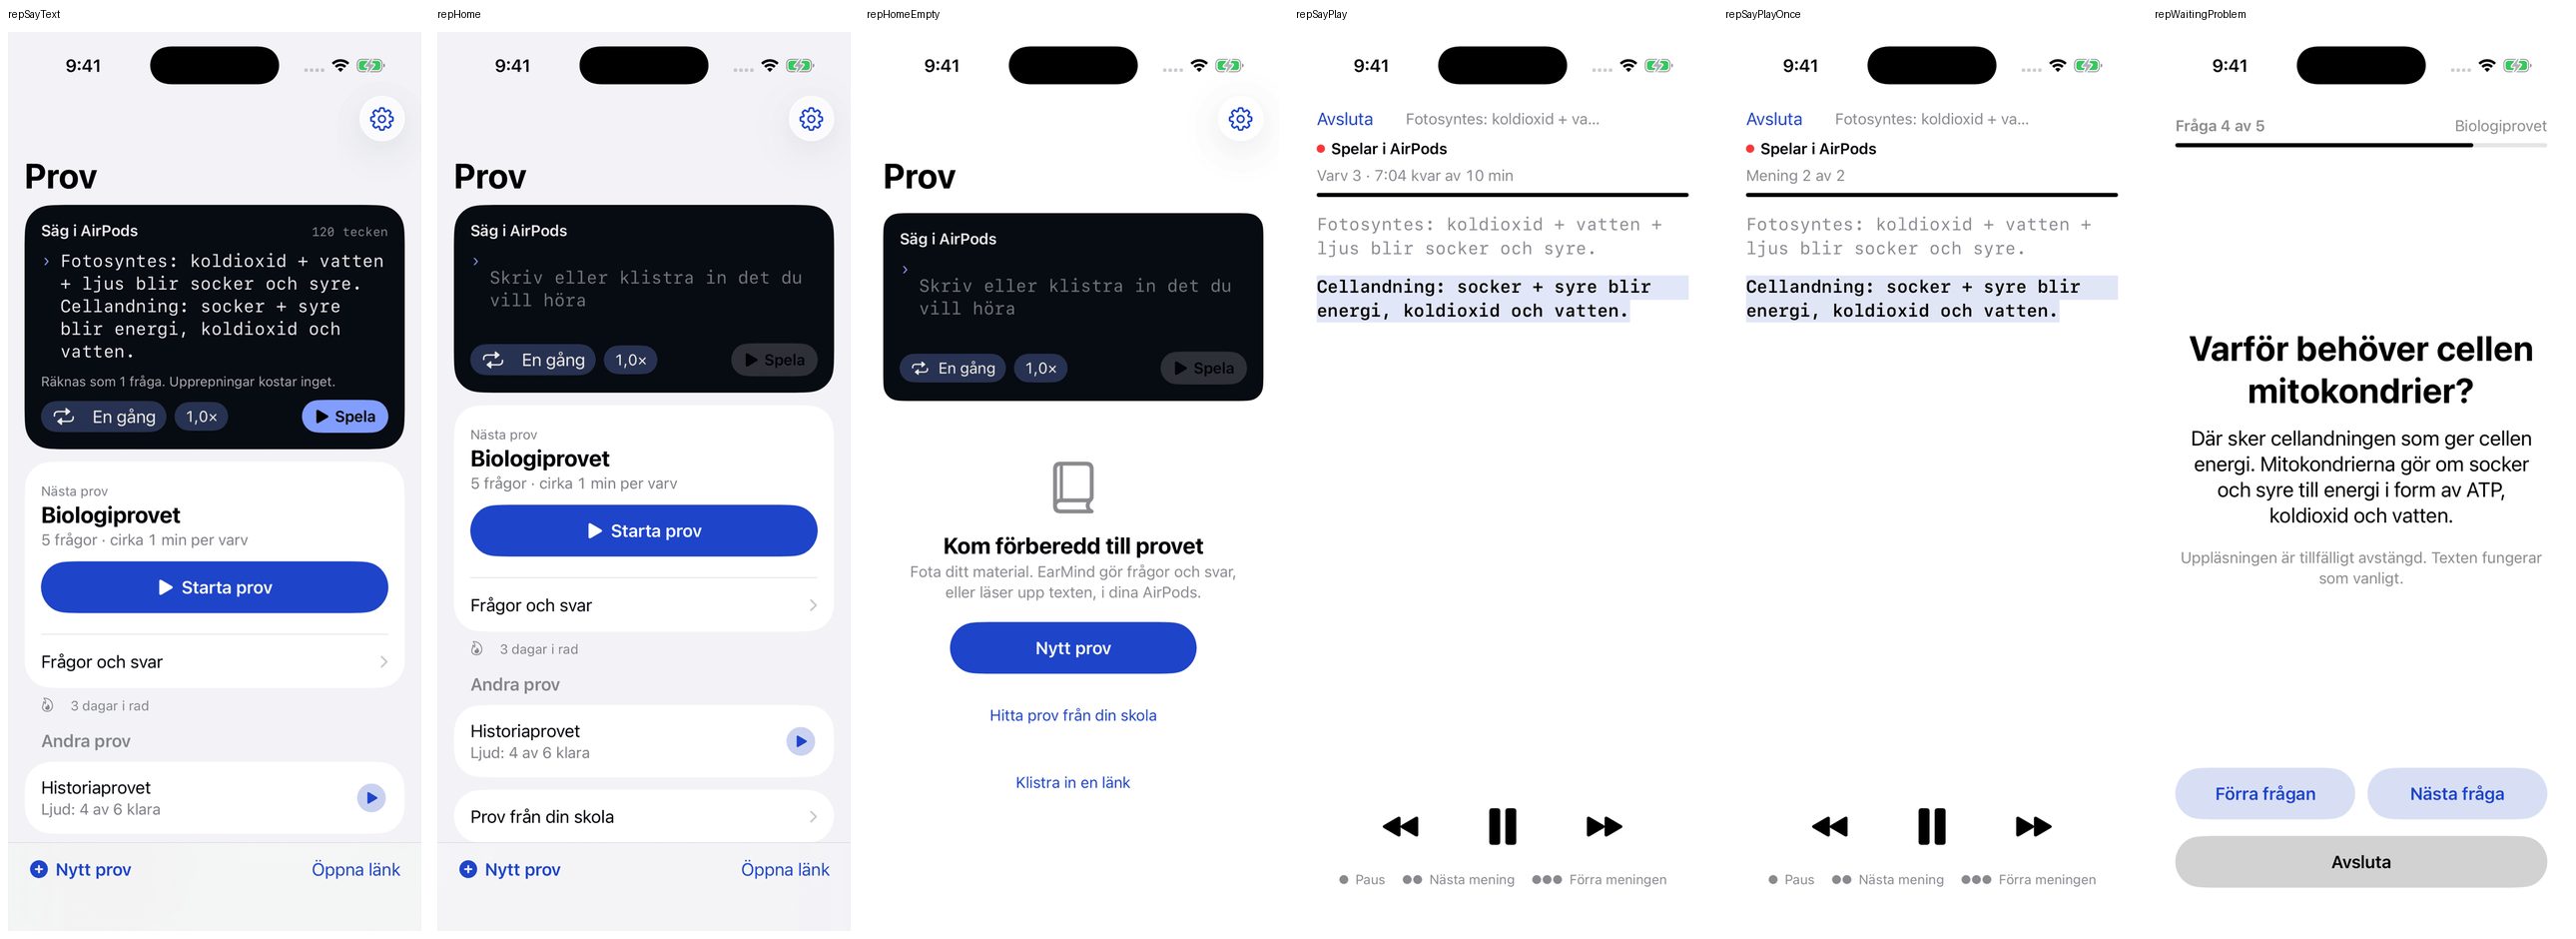 repSayText
9:41
Prov
Säg i AirPods
120 tecken
› Fotosyntes: koldioxid + vatten
+ ljus blir socker och syre.
Cellandning: socker + syre
blir energi, koldioxid och
vatten.
Räknas som 1 fråga. Upprepningar kostar inget.
En gång
1,0×
Spela
Nästa prov
Biologiprovet
5 frågor · cirka 1 min per varv
Starta prov
Frågor och svar
3 dagar i rad
Andra prov
Historiaprovet
Ljud: 4 av 6 klara
Nytt prov
Öppna länk
repHome
9:41
Prov
Säg i AirPods
›
Skriv eller klistra in det du
vill höra
En gång
1,0×
Spela
Nästa prov
Biologiprovet
5 frågor · cirka 1 min per varv
Starta prov
Frågor och svar
3 dagar i rad
Andra prov
Historiaprovet
Ljud: 4 av 6 klara
Prov från din skola
Nytt prov
Öppna länk
repHomeEmpty
9:41
Prov
Säg i AirPods
›
Skriv eller klistra in det du
vill höra
En gång
1,0×
Spela
Kom förberedd till provet
Fota ditt material. EarMind gör frågor och svar,
eller läser upp texten, i dina AirPods.
Nytt prov
Hitta prov från din skola
Klistra in en länk
repSayPlay
9:41
Avsluta
Fotosyntes: koldioxid + va...
Spelar i AirPods
Varv 3 · 7:04 kvar av 10 min
Fotosyntes: koldioxid + vatten +
ljus blir socker och syre.
Cellandning: socker + syre blir
energi, koldioxid och vatten.
Paus
Nästa mening
Förra meningen
repSayPlayOnce
9:41
Avsluta
Fotosyntes: koldioxid + va...
Spelar i AirPods
Mening 2 av 2
Fotosyntes: koldioxid + vatten +
ljus blir socker och syre.
Cellandning: socker + syre blir
energi, koldioxid och vatten.
Paus
Nästa mening
Förra meningen
repWaitingProblem
9:41
Fråga 4 av 5
Biologiprovet
Varför behöver cellen
mitokondrier?
Där sker cellandningen som ger cellen
energi. Mitokondrierna gör om socker
och syre till energi i form av ATP,
koldioxid och vatten.
Uppläsningen är tillfälligt avstängd. Texten fungerar
som vanligt.
Förra frågan
Nästa fråga
Avsluta